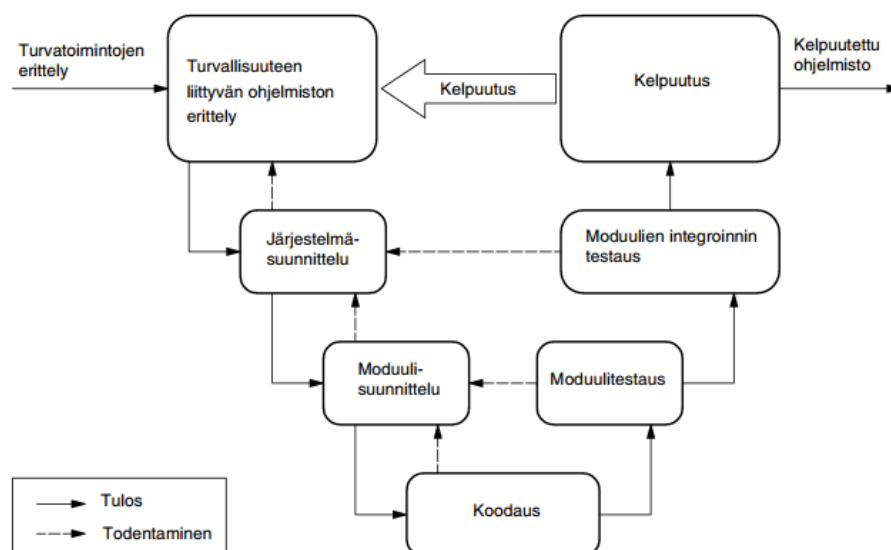 Turvatoimintojen
erittely
Turvallisuuteen
liittyvän ohjelmiston
erittely
Kelpuutus
Kelpuutus
Kelpuutettu
ohjelmisto
Järjestelmä-
suunnittelu
Moduulien integroinnin
testaus
Moduuli-
suunnittelu
Moduulitestaus
Koodaus
Tulos
Todentaminen